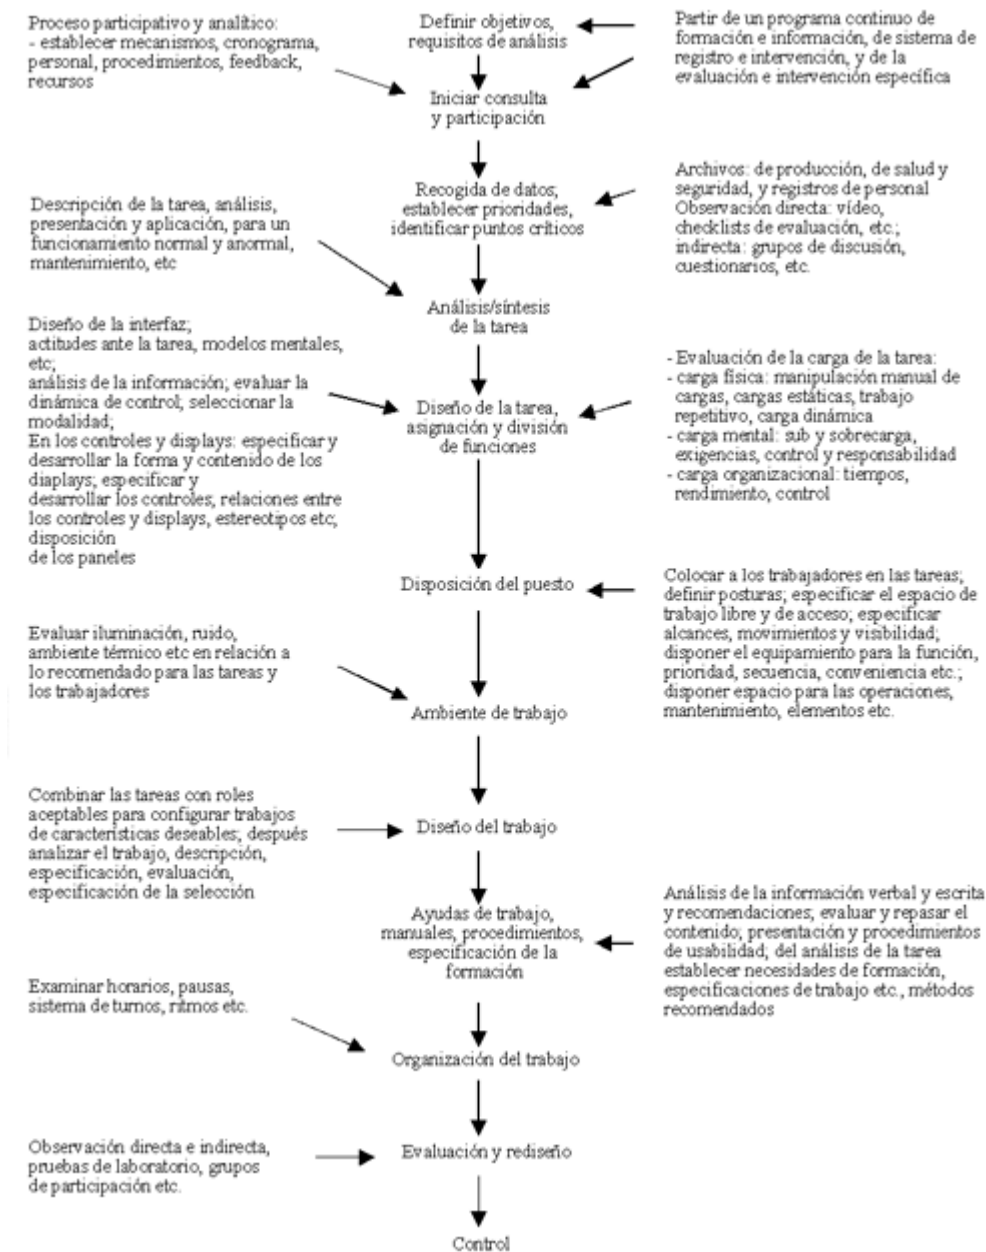 Proceso participativo y analítico:
- establecer mecanismos, cronograma,
personal, procedimientos, feedback,
recursos
Definir objetivos,
requisitos de análisis
Partir de un programa continuo de
formación e información, de sistema de
registro e intervención, y de la
evaluación e intervención específica
Iniciar consulta
y participación
Recogida de datos;
establecer prioridades,
identificar puntos críticos
Archivos: de producción, de salud y
seguridad, y registros de personal
Observación directa: vídeo,
checklists de evaluación, etc.;
indirecta: grupos de discusión,
cuestionarios, etc.
Descripción de la tarea, análisis,
presentación y aplicación, para un
funcionamiento normal y anormal,
mantenimiento, etc
Análisis/síntesis
de la tarea
Diseño de la interfaz;
actitudes ante la tarea, modelos mentales,
etc;
análisis de la información; evaluar la
dinámica de control; seleccionar la
modalidad;
En los controles y displays: especificar y
desarrollar la forma y contenido de los
diaplays; especificar y
desarrollar los controles, relaciones entre
los controles y displays, estereotipos etc;
disposición
de los paneles
Diseño de la tarea,
asignación y división
de funciones
- Evaluación de la carga de la tarea:
- carga física: manipulación manual de
cargas, cargas estáticas, trabajo
repetitivo, carga dinámica
- carga mental: sub y sobrecarga,
exigencias, control y responsabilidad
- carga organizacional: tiempos,
rendimiento, control
Disposición del puesto
Colocar a los trabajadores en las tareas;
definir posturas; especificar el espacio de
trabajo libre y de acceso; especificar
alcances, movimientos y visibilidad;
disponer el equipamiento para la función,
prioridad, secuencia, conveniencia etc.;
disponer espacio para las operaciones,
mantenimiento, elementos etc.
Evaluar iluminación, ruido,
ambiente térmico etc en relación a
lo recomendado para las tareas y
los trabajadores
Ambiente de trabajo
Combinar las tareas con roles
aceptables para configurar trabajos
de características deseables; después
analizar el trabajo, descripción,
especificación, evaluación,
especificación de la selección
Diseño del trabajo
Ayudas de trabajo,
manuales, procedimientos,
especificación de la
formación
Análisis de la información verbal y escrita
y recomendaciones; evaluar y repasar el
contenido; presentación y procedimientos
de usabilidad; del análisis de la tarea
establecer necesidades de formación,
especificaciones de trabajo etc., métodos
recomendados
Examinar horarios, pausas,
sistema de turnos, ritmos etc.
Organización del trabajo
Observación directa e indirecta,
pruebas de laboratorio, grupos
de participación etc.
Evaluación y rediseño
Control